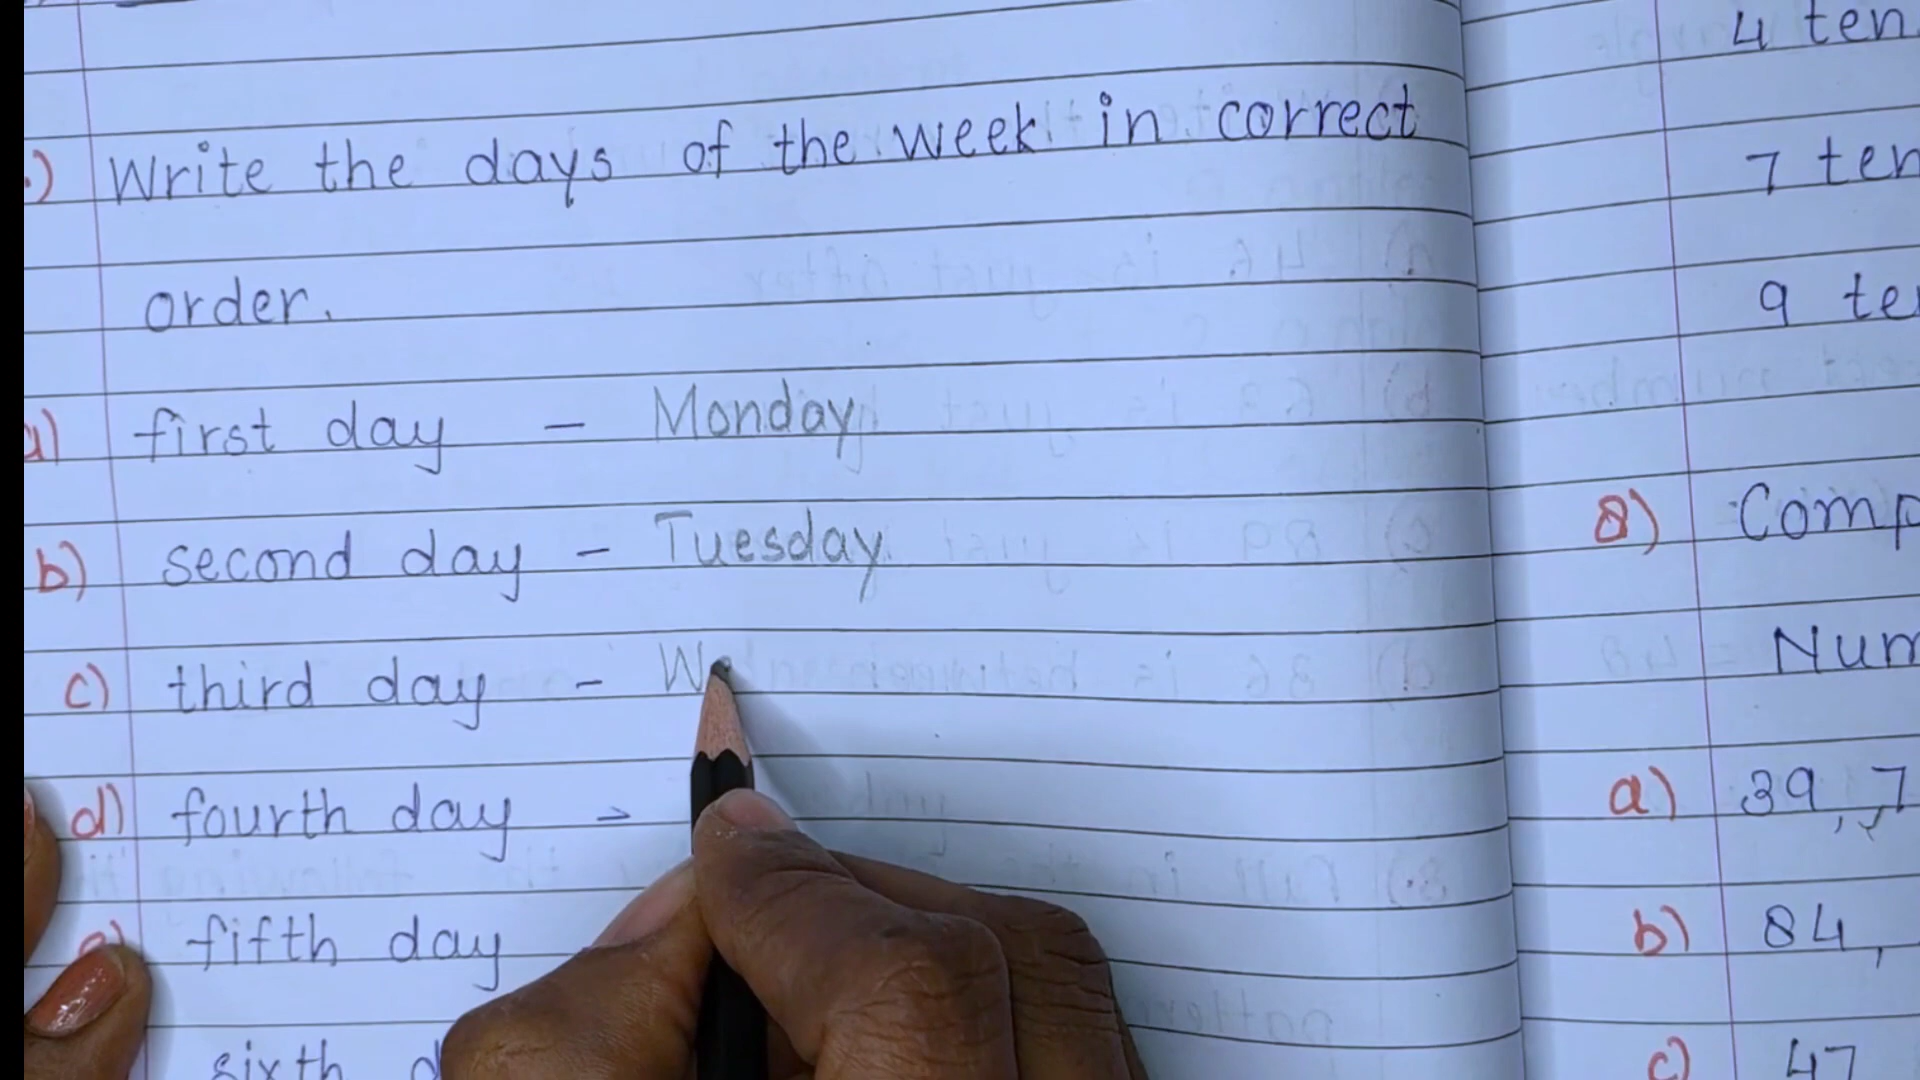 .) Write the days of the week in correct
order.
a) first day - Monday
b) second day - Tuesday
c) third day - We
d) fourth day -
e) fifth day
sixth d
4 ten
7 ten
9 te
8) Comp
Num
a) 39, 7
b) 84,
c) 47